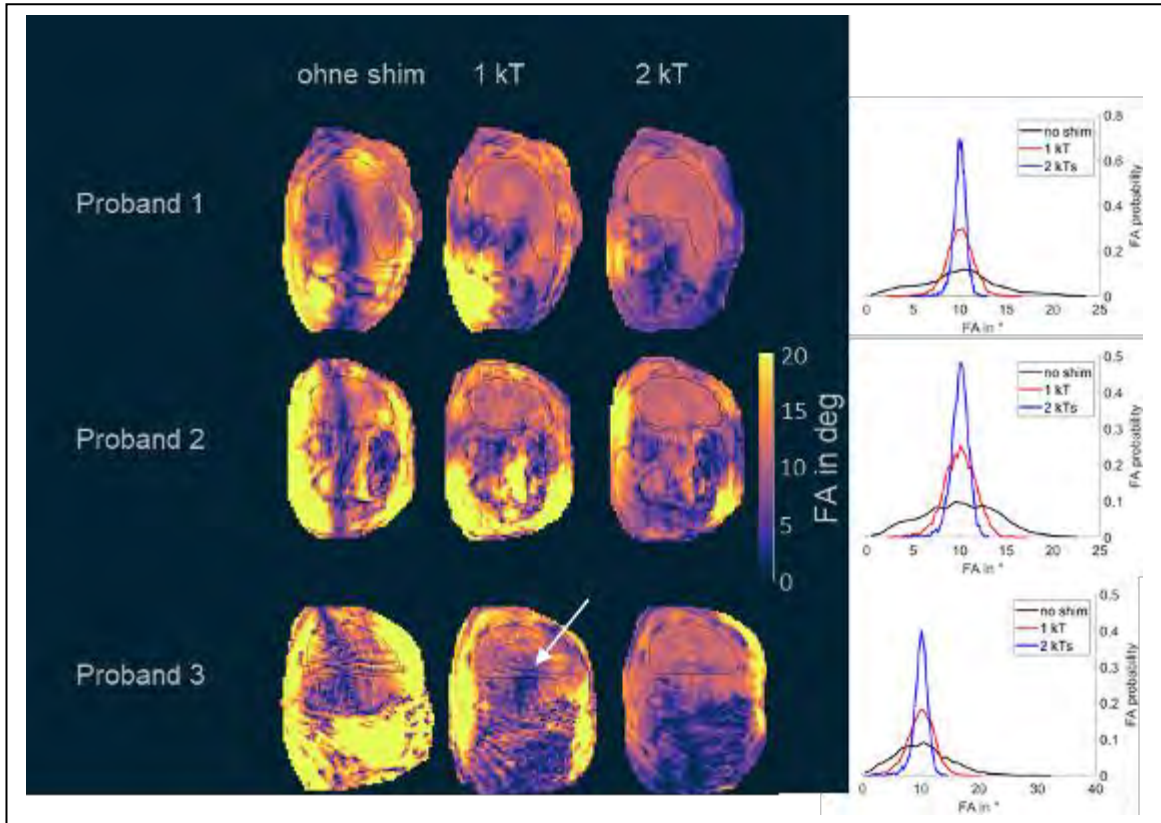 ohne shim 1 kT 2 kT
Proband 1
Proband 2
Proband 3
20
15
10
5
0
FA in deg
no shim
1 kT
2 kTs
0.8
0.6
0.4
0.2
0
FA probability
0 5 10 15 20 25
FA in °
no shim
1 kT
2 kTs
0.5
0.4
0.3
0.2
0.1
0
FA probability
0 5 10 15 20 25
FA in °
no shim
1 kT
2 kTs
0.5
0.4
0.3
0.2
0.1
0
FA probability
0 10 20 30 40
FA in °